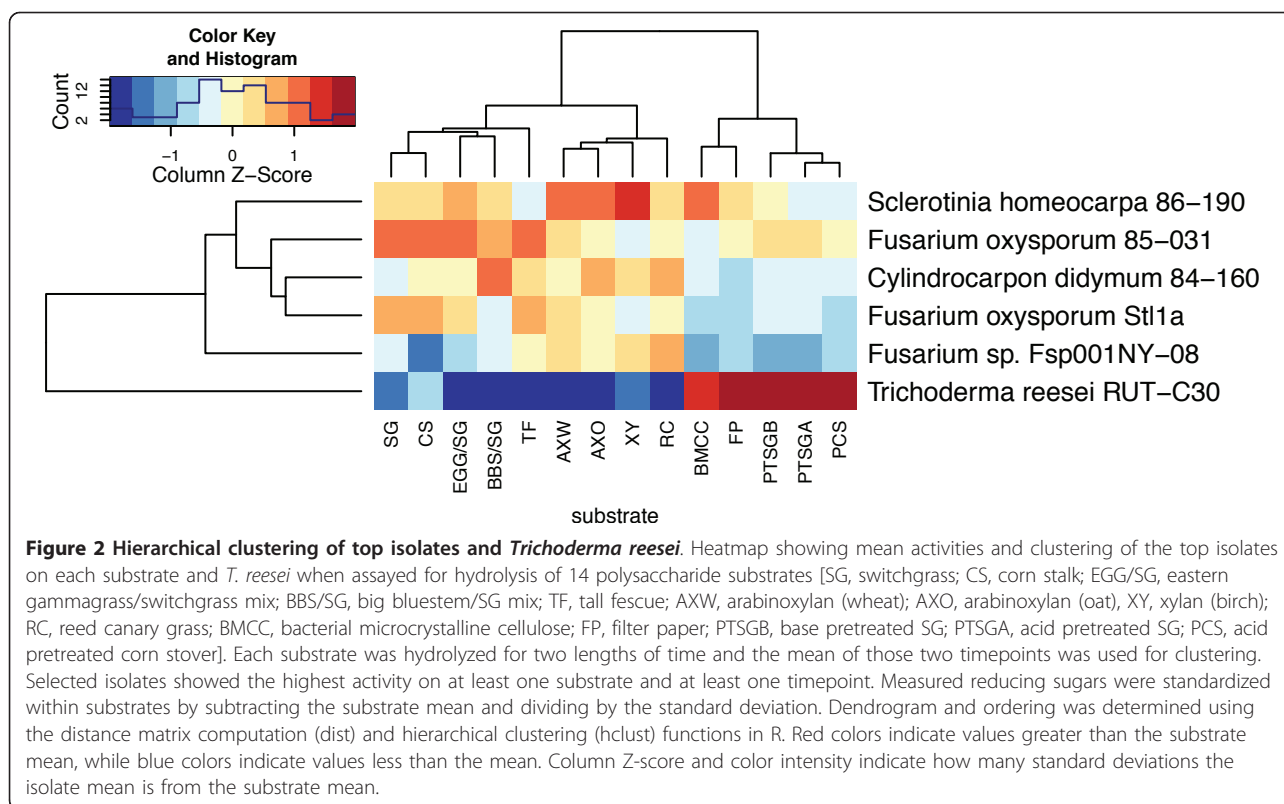 Color Key
and Histogram
Count
2 12
−1 0 1
Column Z−Score
Sclerotinia homeocarpa 86−190
Fusarium oxysporum 85−031
Cylindrocarpon didymum 84−160
Fusarium oxysporum Stl1a
Fusarium sp. Fsp001NY−08
Trichoderma reesei RUT−C30
SG
CS
EGG/SG
BBS/SG
TF
AXW
AXO
XY
RC
BMCC
FP
PTSGB
PTSGA
PCS
substrate
Figure 2 Hierarchical clustering of top isolates and Trichoderma reesei. Heatmap showing mean activities and clustering of the top isolates
on each substrate and T. reesei when assayed for hydrolysis of 14 polysaccharide substrates [SG, switchgrass; CS, corn stalk; EGG/SG, eastern
gammagrass/switchgrass mix; BBS/SG, big bluestem/SG mix; TF, tall fescue; AXW, arabinoxylan (wheat); AXO, arabinoxylan (oat), XY, xylan (birch);
RC, reed canary grass; BMCC, bacterial microcrystalline cellulose; FP, filter paper; PTSGB, base pretreated SG; PTSGA, acid pretreated SG; PCS, acid
pretreated corn stover]. Each substrate was hydrolyzed for two lengths of time and the mean of those two timepoints was used for clustering.
Selected isolates showed the highest activity on at least one substrate and at least one timepoint. Measured reducing sugars were standardized
within substrates by subtracting the substrate mean and dividing by the standard deviation. Dendrogram and ordering was determined using
the distance matrix computation (dist) and hierarchical clustering (hclust) functions in R. Red colors indicate values greater than the substrate
mean, while blue colors indicate values less than the mean. Column Z-score and color intensity indicate how many standard deviations the
isolate mean is from the substrate mean.